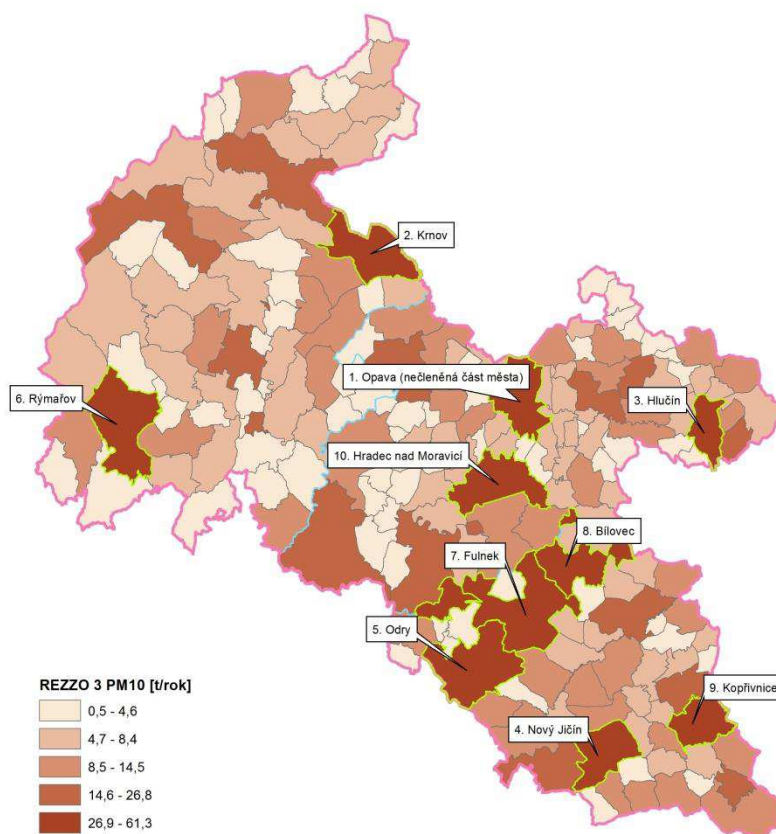 2. Krnov
1. Opava (nečleněná část města)
3. Hlučín
6. Rýmařov
10. Hradec nad Moravicí
8. Bílovec
7. Fulnek
5. Odry
9. Kopřivnice
4. Nový Jičín
REZZO 3 PM10 [t/rok]
0,5 - 4,6
4,7 - 8,4
8,5 - 14,5
14,6 - 26,8
26,9 - 61,3